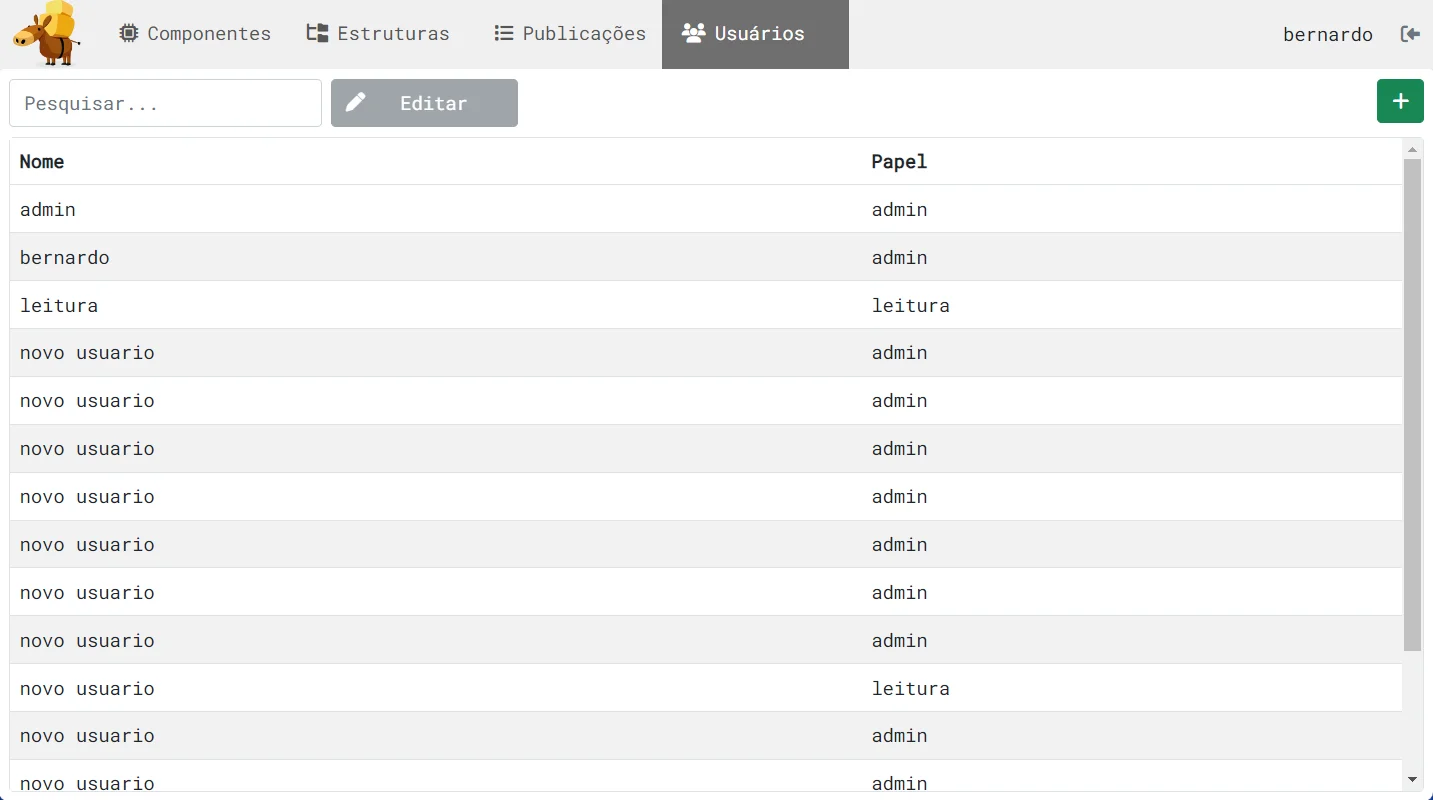 Componentes Estruturas Publicações Usuários bernardo
Pesquisar... Editar +
Nome Papel
admin admin
bernardo admin
leitura leitura
novo usuario admin
novo usuario admin
novo usuario admin
novo usuario admin
novo usuario admin
novo usuario admin
novo usuario admin
novo usuario leitura
novo usuario admin
novo usuario admin